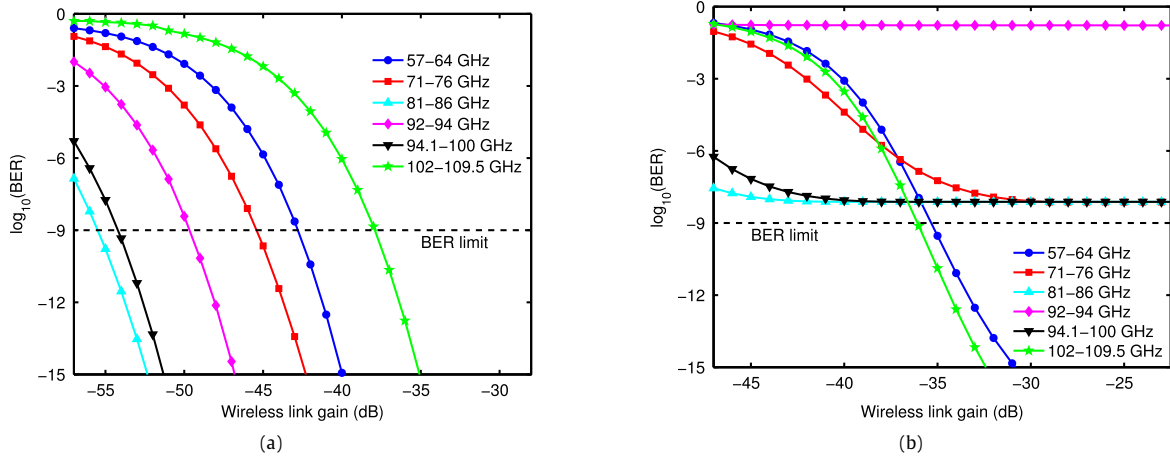 0
−3
−6
−9
−12
−15
log10(BER)
57−64 GHz
71−76 GHz
81−86 GHz
92−94 GHz
94.1−100 GHz
102−109.5 GHz
BER limit
−55 −50 −45 −40 −35 −30
Wireless link gain (dB)
(a)
0
−3
−6
−9
−12
−15
log10(BER)
BER limit
57−64 GHz
71−76 GHz
81−86 GHz
92−94 GHz
94.1−100 GHz
102−109.5 GHz
−45 −40 −35 −30 −25
Wireless link gain (dB)
(b)